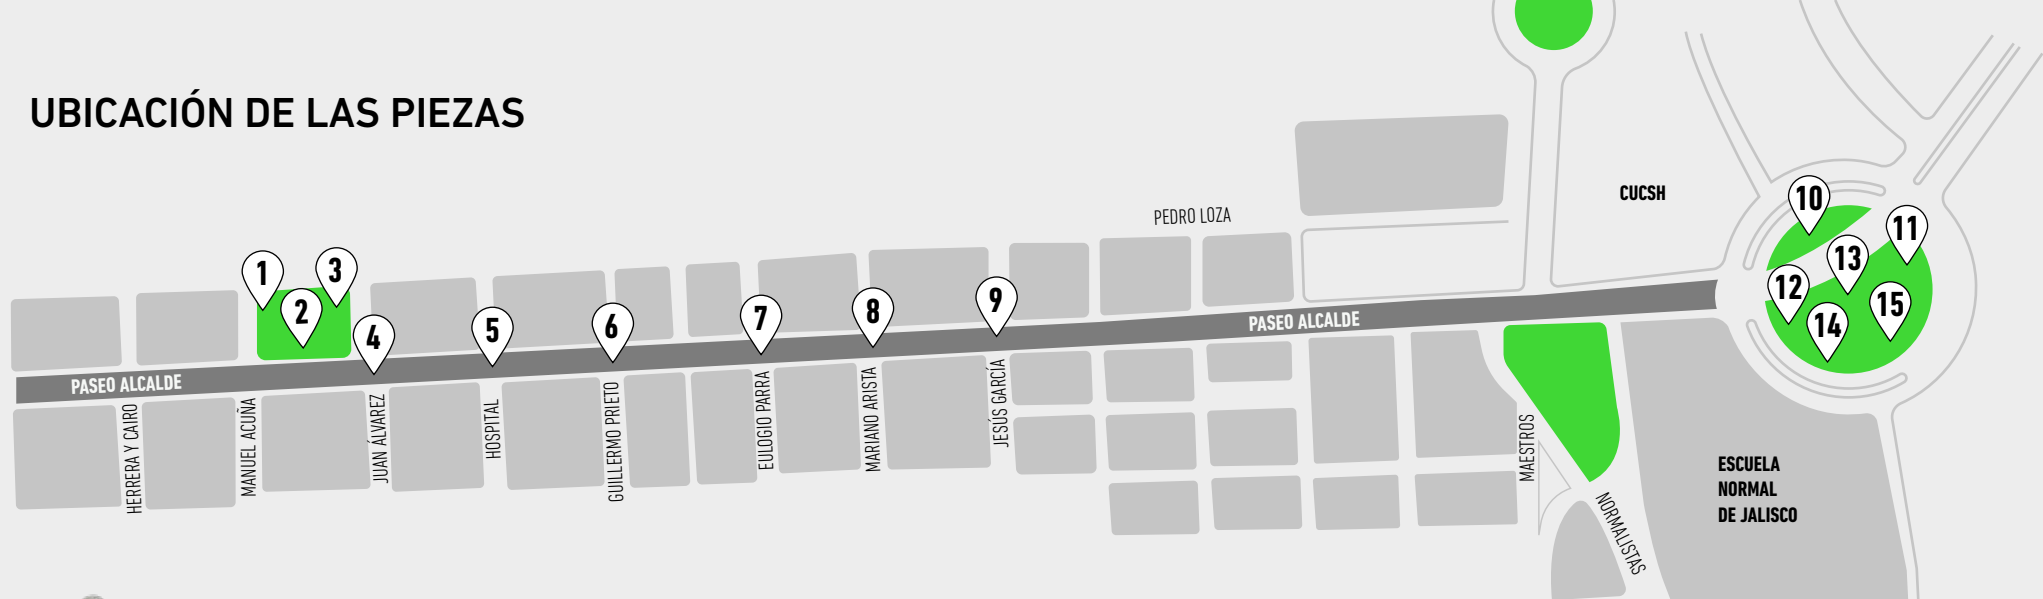 UBICACIÓN DE LAS PIEZAS
CUCSH
PEDRO LOZA
1
2
3
4
5
6
7
8
9
10
11
12
13
14
15
PASEO ALCALDE
PASEO ALCALDE
HERRERA Y CAIRO
MANUEL ACUÑA
JUAN ÁLVAREZ
HOSPITAL
GUILLERMO PRIETO
EULOGIO PARRA
MARIANO ARISTA
JESÚS GARCÍA
MAESTROS
NORMALISTAS
ESCUELA
NORMAL
DE JALISCO